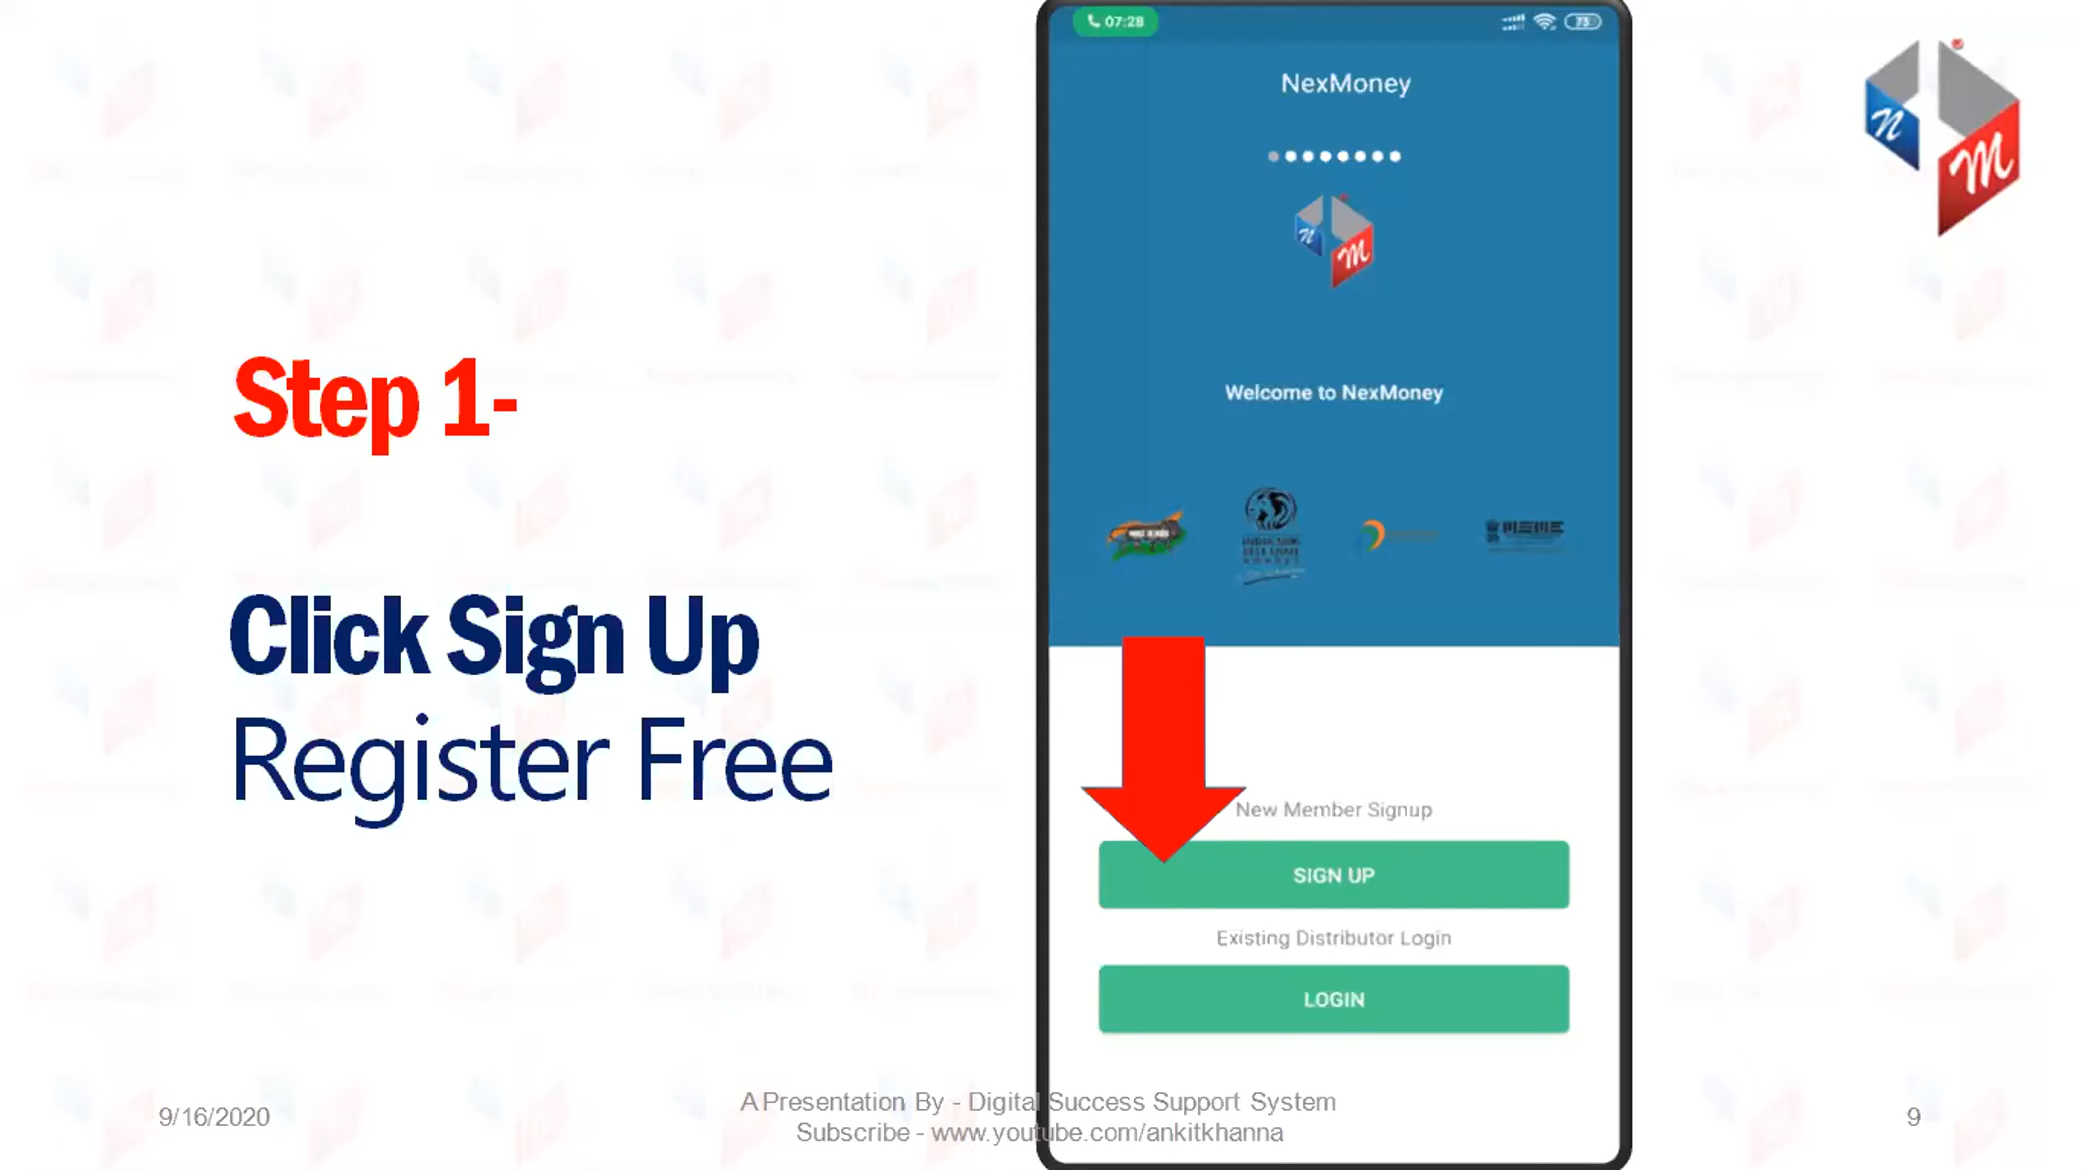 Step 1-
Click Sign Up
Register Free
07:28
73
NexMoney
n
m
Welcome to NexMoney
New Member Signup
SIGN UP
Existing Distributor Login
LOGIN
n
m
9/16/2020
A Presentation By - Digital Success Support System
Subscribe - www.youtube.com/ankitkhanna
9